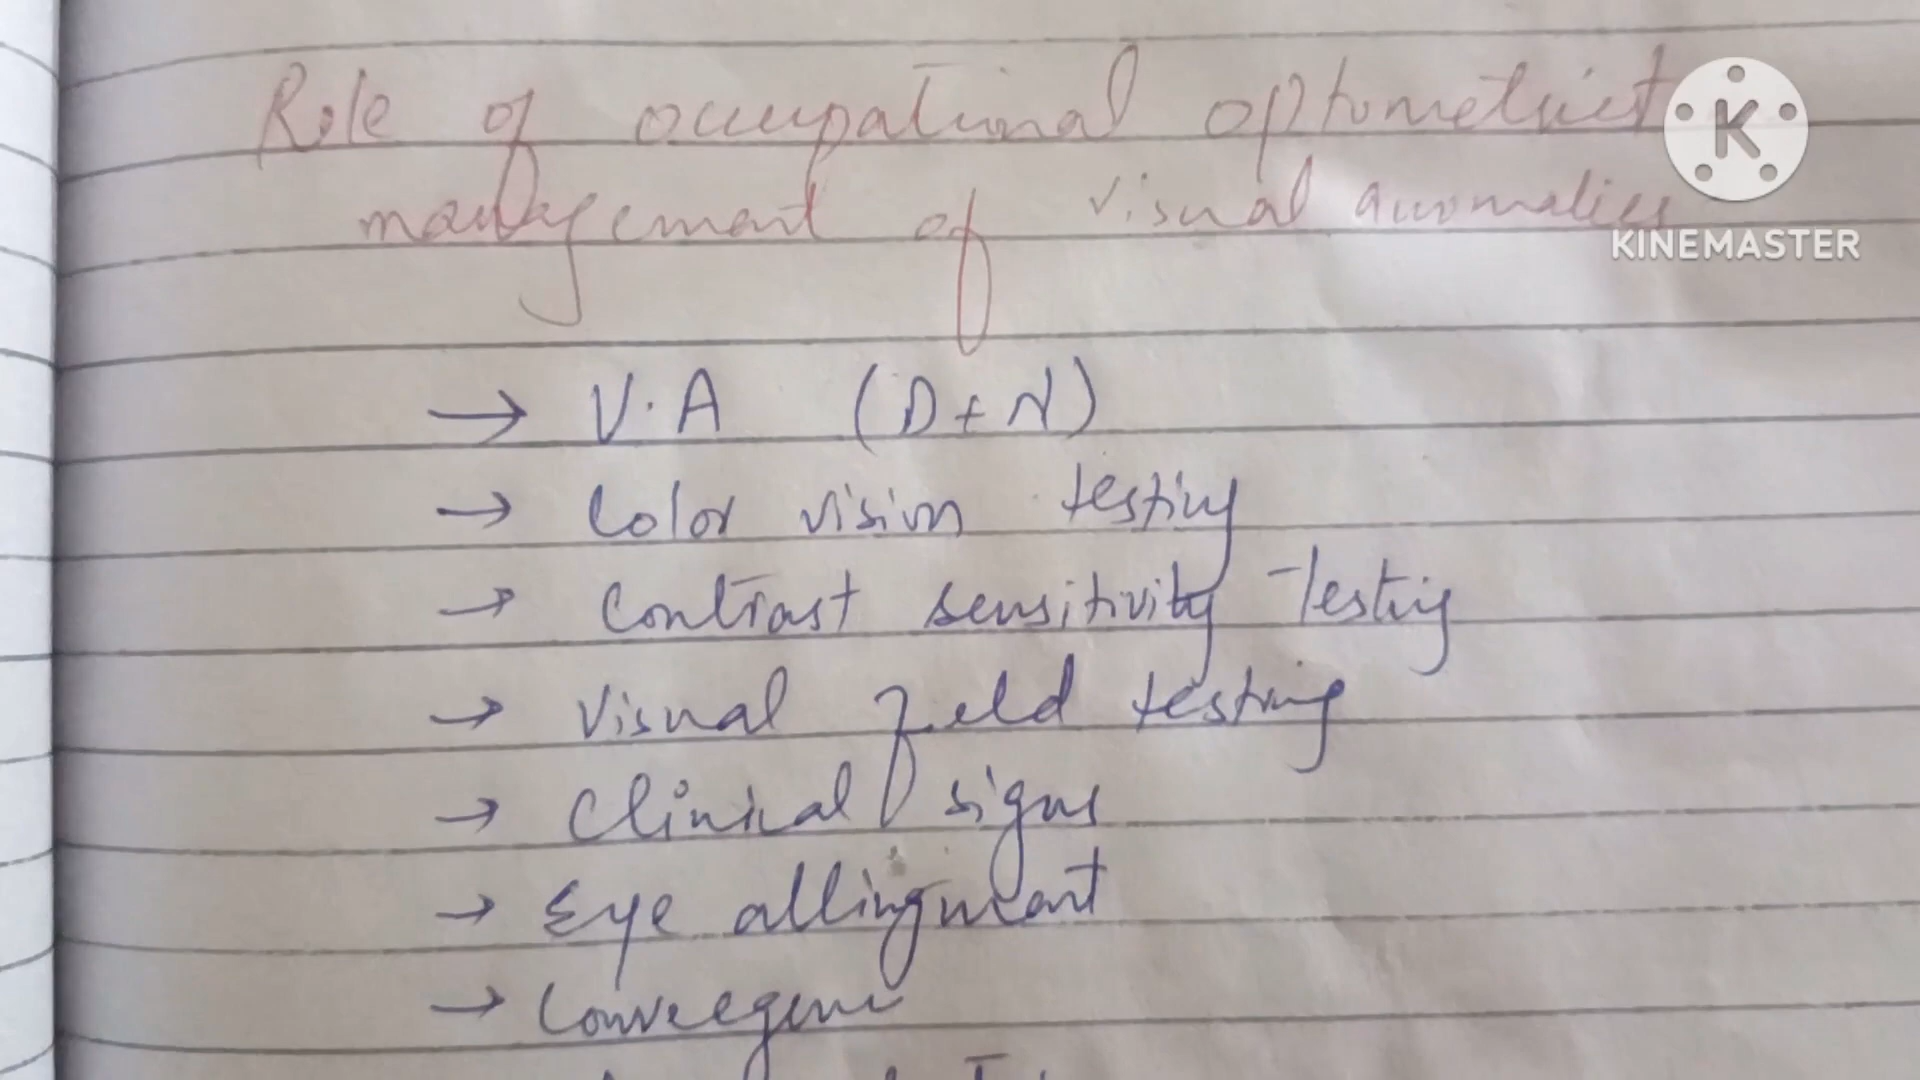 Role of occupational optometrist
management of visual anomalies
KINEMASTER
→ V.A (D+N)
→ Color vision testing
→ Contrast sensitivity Testing
→ Visual field testing
→ Clinical signs
→ Eye allingment
→ Convergence